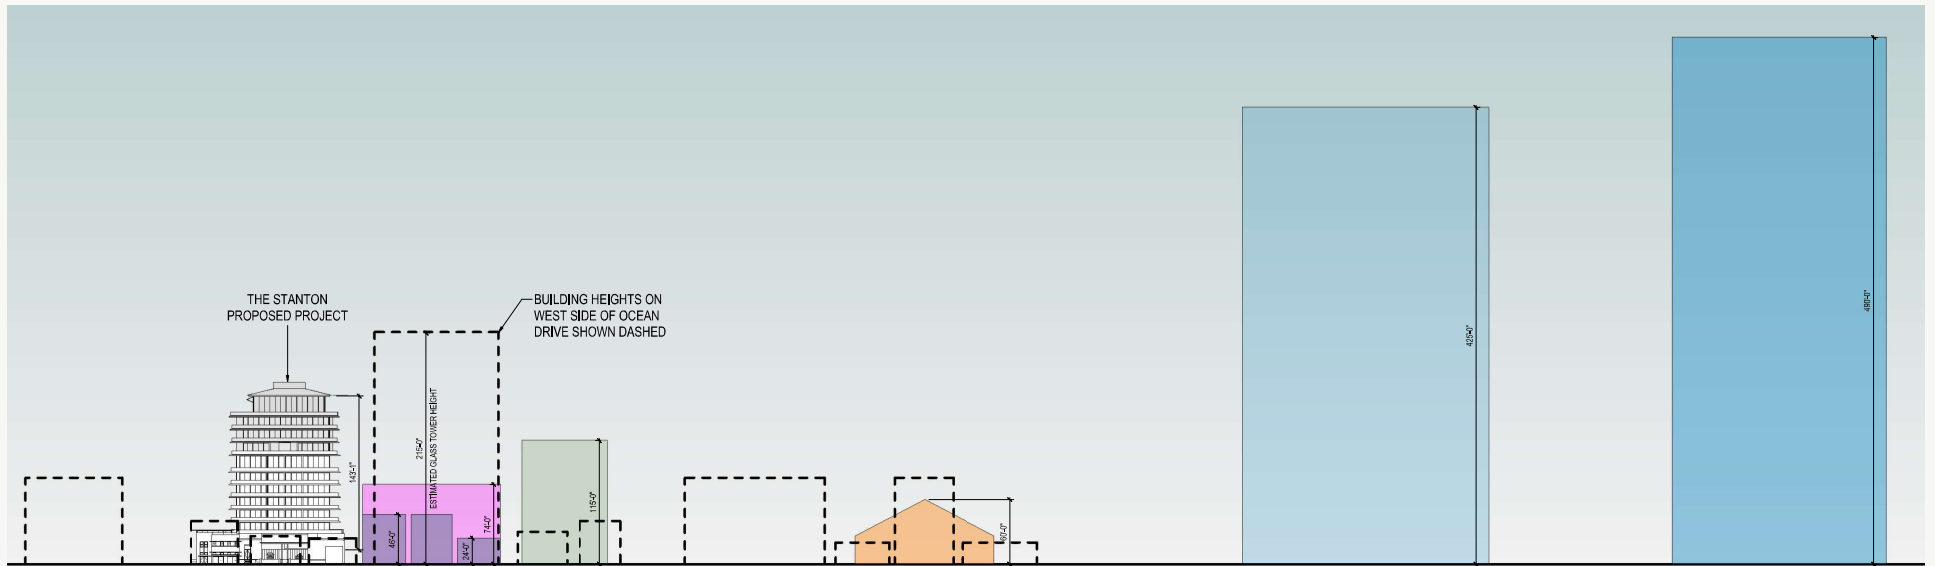 THE STANTON
PROPOSED PROJECT
BUILDING HEIGHTS ON
WEST SIDE OF OCEAN
DRIVE SHOWN DASHED
143'-1"
215'-0"
ESTIMATED GLASS TOWER HEIGHT
46'-0"
24'-0"
74'-0"
115'-0"
60'-0"
425'-0"
490'-0"